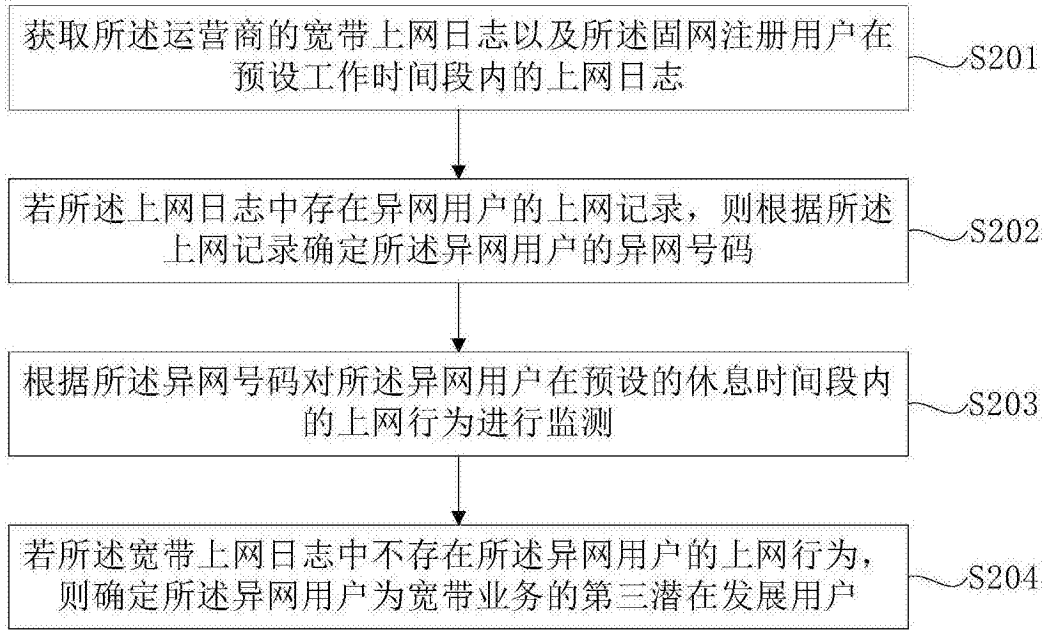 获取所述运营商的宽带上网日志以及所述固网注册用户在
预设工作时间段内的上网日志
S201
若所述上网日志中存在异网用户的上网记录，则根据所述
上网记录确定所述异网用户的异网号码
S202
根据所述异网号码对所述异网用户在预设的休息时间段内
的上网行为进行监测
S203
若所述宽带上网日志中不存在所述异网用户的上网行为，
则确定所述异网用户为宽带业务的第三潜在发展用户
S204